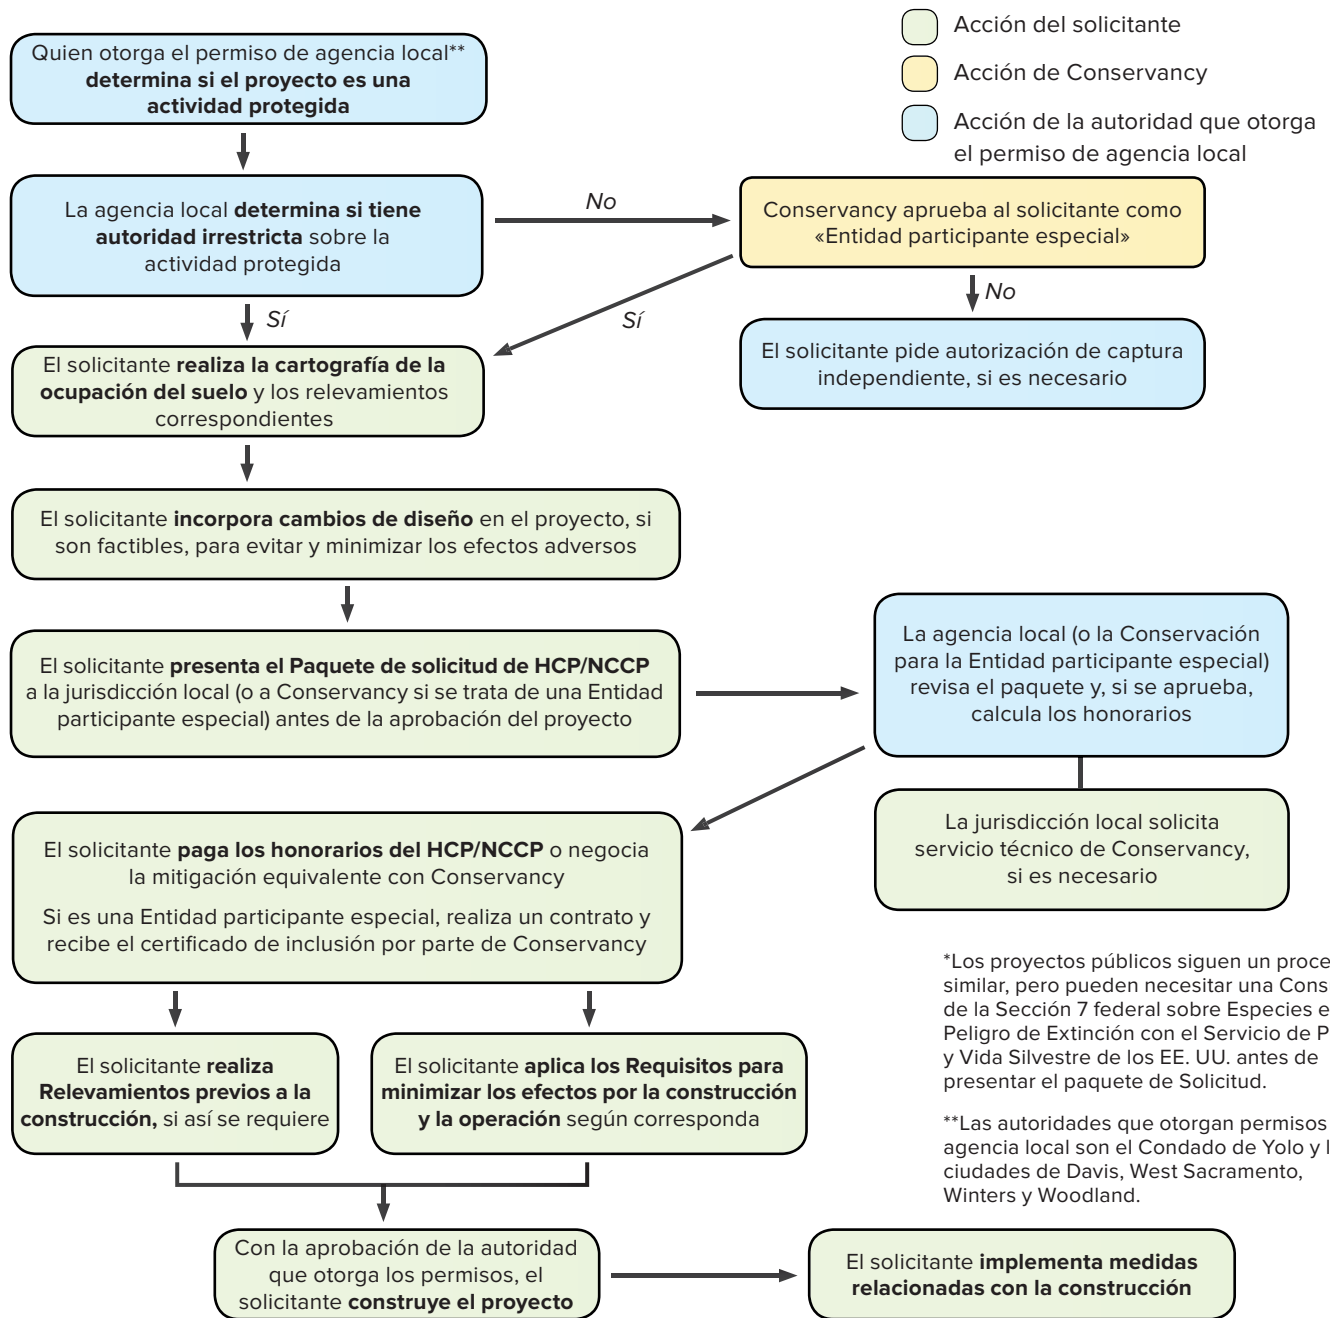 Acción del solicitante
Acción de Conservancy
Acción de la autoridad que otorga
el permiso de agencia local
Quien otorga el permiso de agencia local**
determina si el proyecto es una
actividad protegida
La agencia local determina si tiene
autoridad irrestricta sobre la
actividad protegida
No
Conservancy aprueba al solicitante como
«Entidad participante especial»
Sí
Sí
No
El solicitante pide autorización de captura
independiente, si es necesario
El solicitante realiza la cartografía de la
ocupación del suelo y los relevamientos
correspondientes
El solicitante incorpora cambios de diseño en el proyecto, si
son factibles, para evitar y minimizar los efectos adversos
El solicitante presenta el Paquete de solicitud de HCP/NCCP
a la jurisdicción local (o a Conservancy si se trata de una Entidad
participante especial) antes de la aprobación del proyecto
La agencia local (o la Conservación
para la Entidad participante especial)
revisa el paquete y, si se aprueba,
calcula los honorarios
La jurisdicción local solicita
servicio técnico de Conservancy,
si es necesario
El solicitante paga los honorarios del HCP/NCCP o negocia
la mitigación equivalente con Conservancy
Si es una Entidad participante especial, realiza un contrato y
recibe el certificado de inclusión por parte de Conservancy
El solicitante realiza
Relevamientos previos a la
construcción, si así se requiere
El solicitante aplica los Requisitos para
minimizar los efectos por la construcción
y la operación según corresponda
*Los proyectos públicos siguen un proce
similar, pero pueden necesitar una Cons
de la Sección 7 federal sobre Especies e
Peligro de Extinción con el Servicio de P
y Vida Silvestre de los EE. UU. antes de
presentar el paquete de Solicitud.
**Las autoridades que otorgan permisos
agencia local son el Condado de Yolo y l
ciudades de Davis, West Sacramento,
Winters y Woodland.
Con la aprobación de la autoridad
que otorga los permisos, el
solicitante construye el proyecto
El solicitante implementa medidas
relacionadas con la construcción